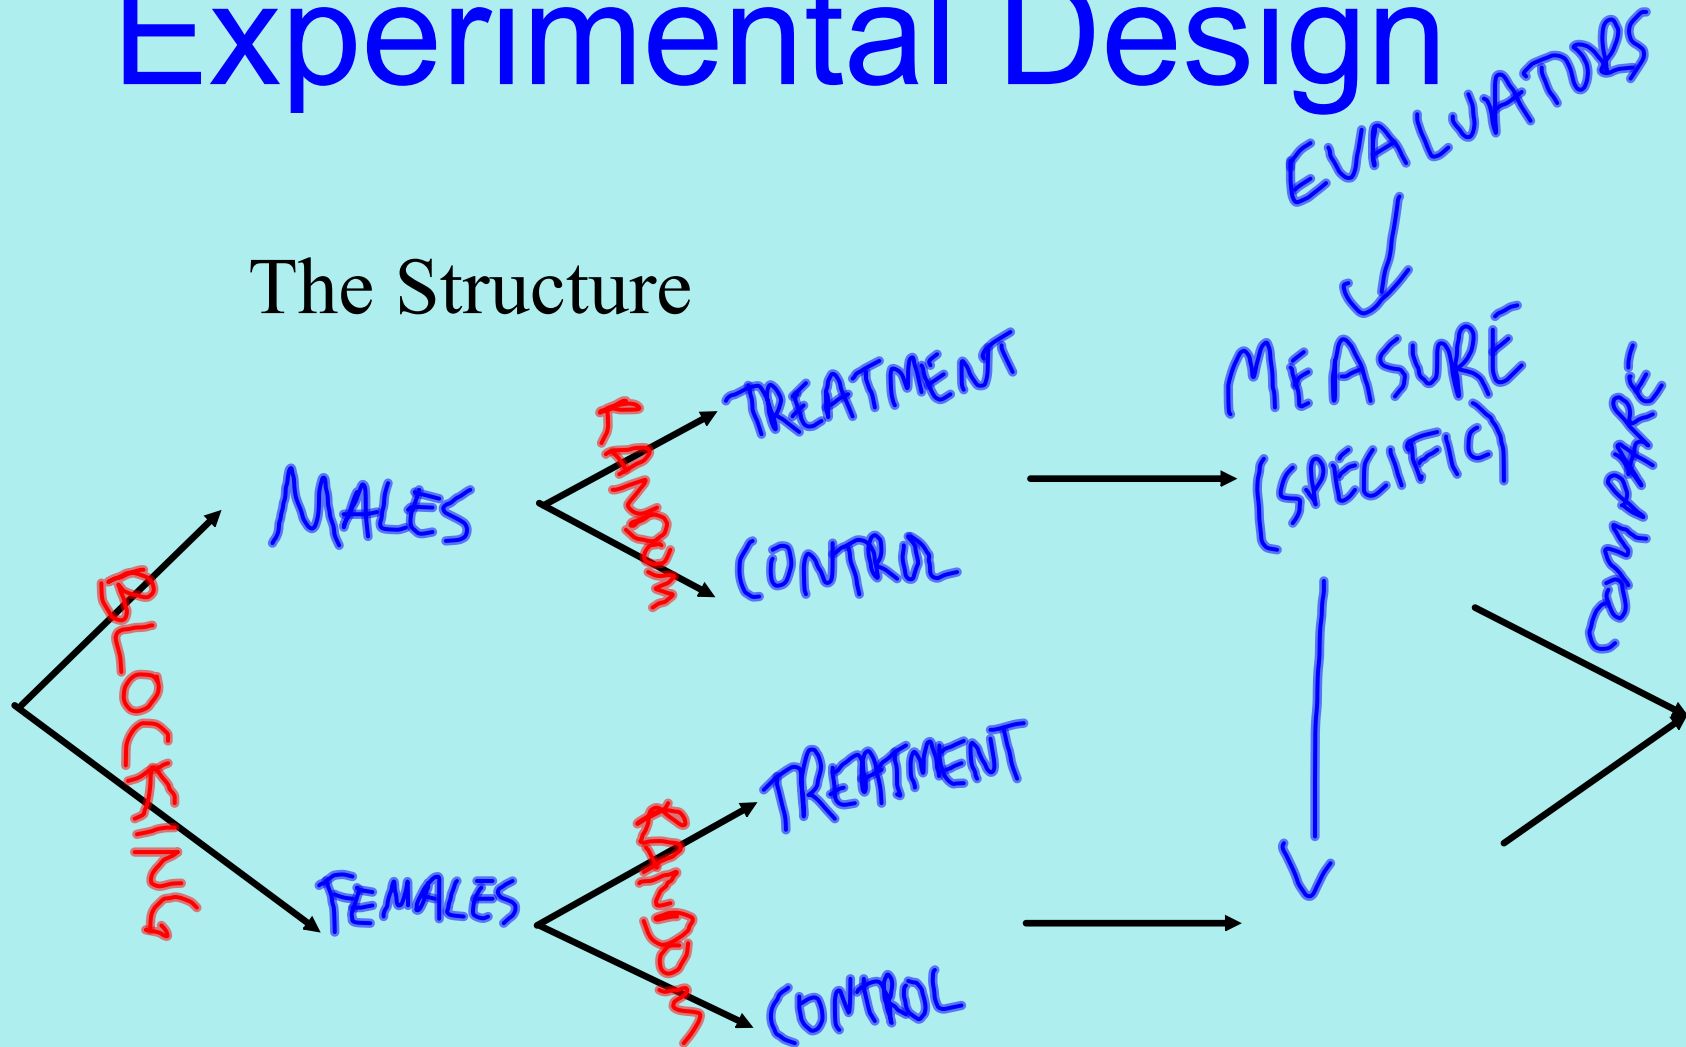 Experimental Design
EVALUATORS
The Structure
TREATMENT
MEASURE
(SPECIFIC)
COMPARE
RANDOM
MALES
CONTROL
BLOCKING
TREATMENT
FEMALES
RANDOM
CONTROL